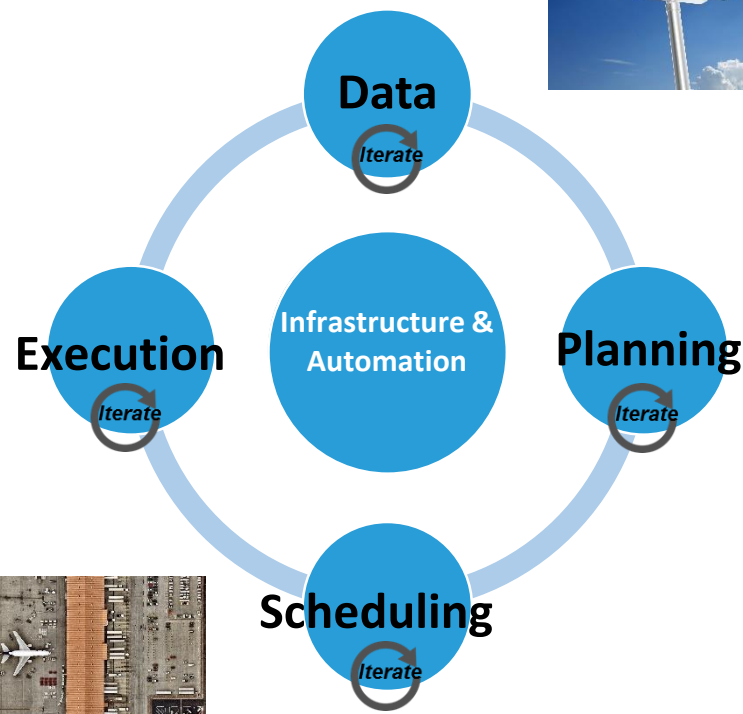 Data
Iterate
Infrastructure &
Automation
Execution
Iterate
Planning
Iterate
Scheduling
Iterate